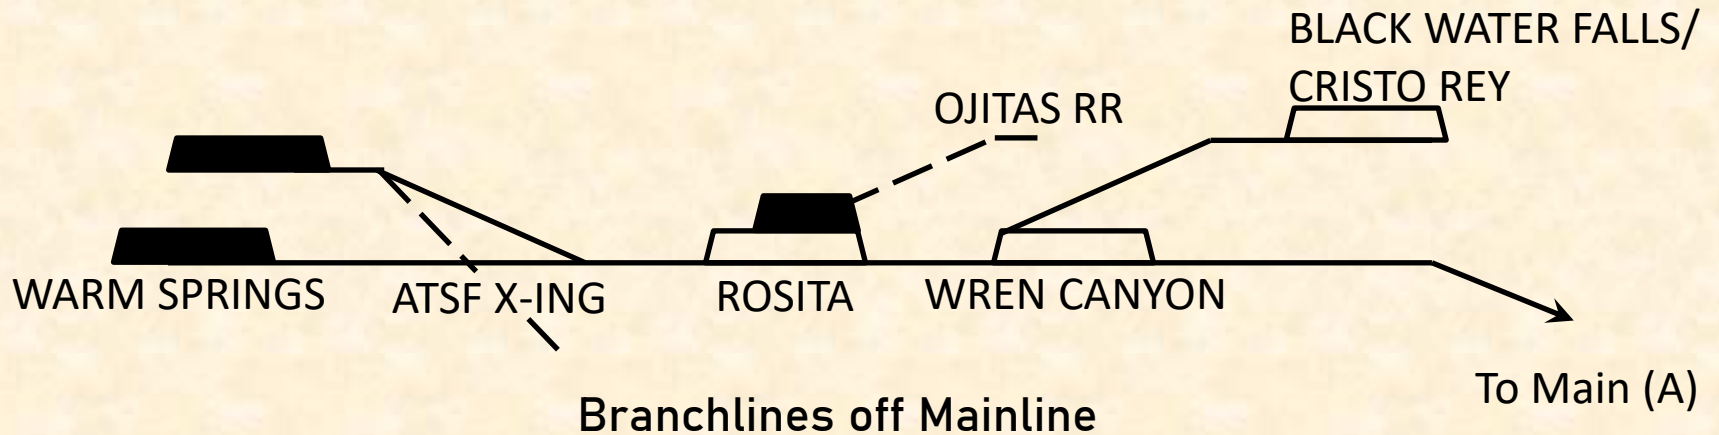 BLACK WATER FALLS/
CRISTO REY
OJITAS RR
WARM SPRINGS
ATSF X-ING
ROSITA
WREN CANYON
To Main (A)
Branchlines off Mainline